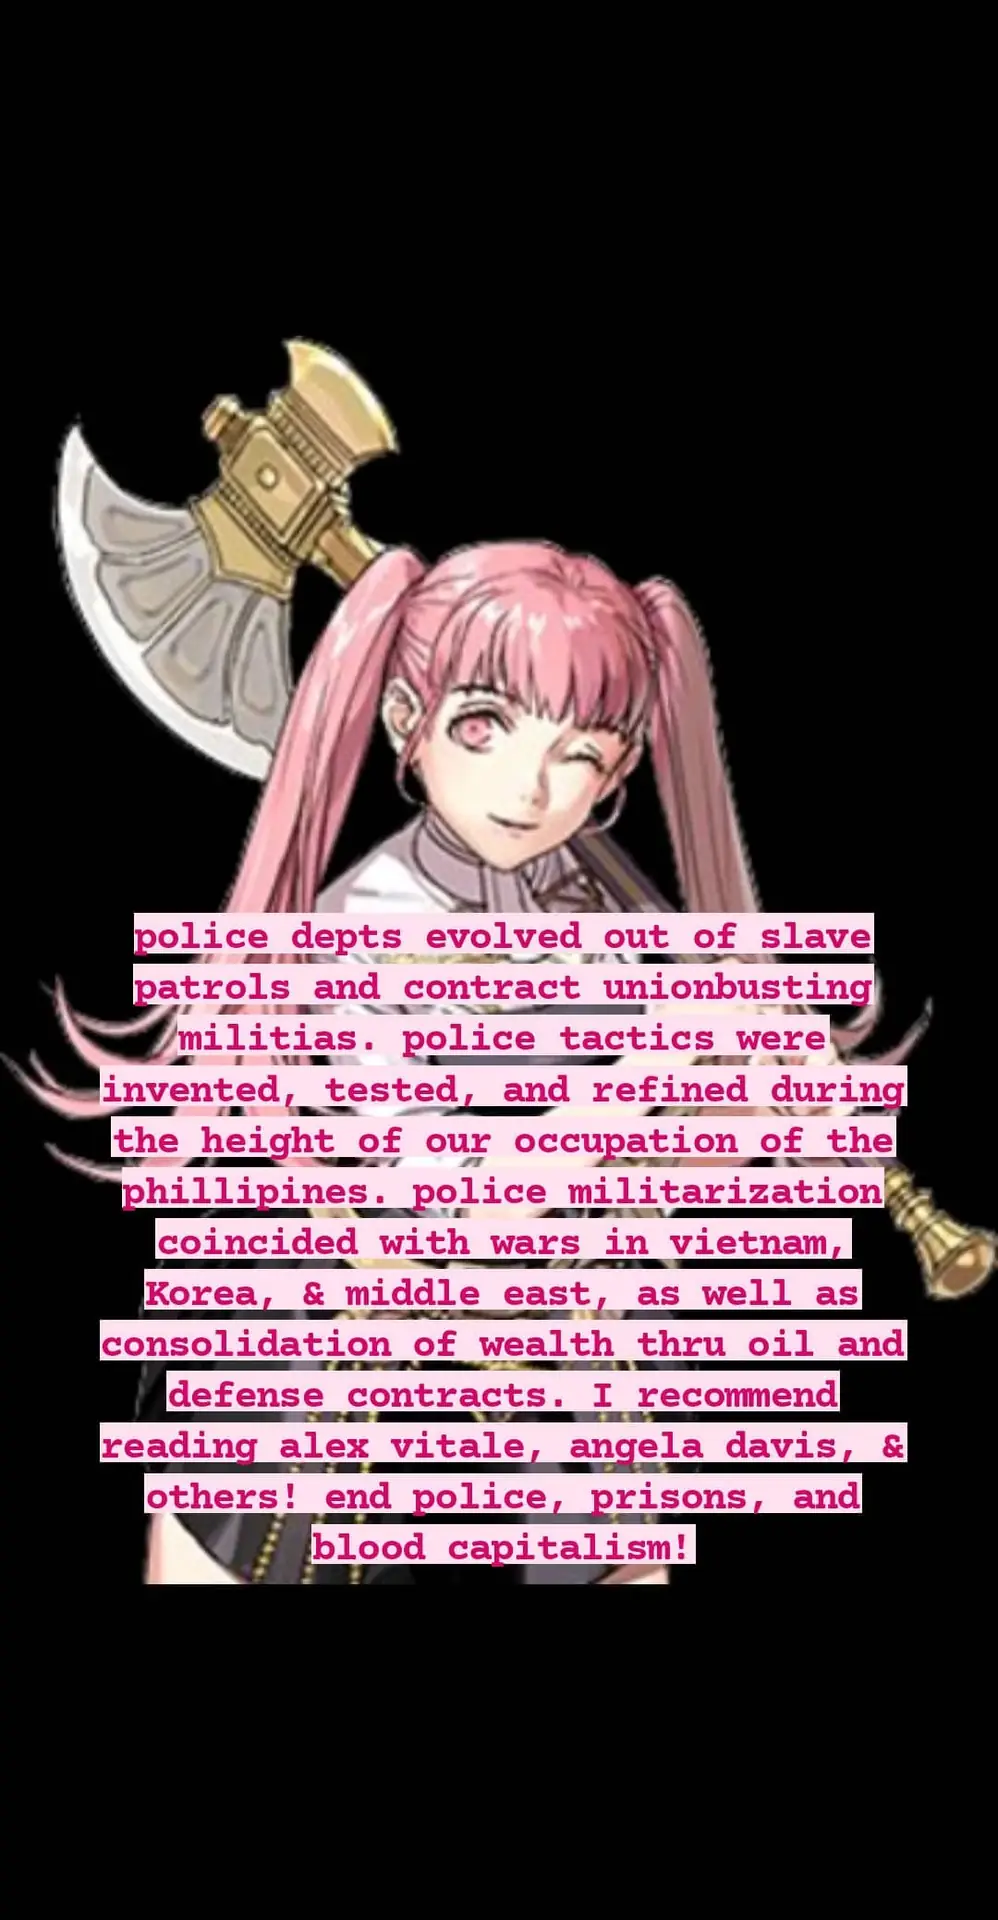 police depts evolved out of slave
patrols and contract unionbusting
militias. police tactics were
invented, tested, and refined during
the height of our occupation of the
phillipines. police militarization
coincided with wars in vietnam,
Korea, & middle east, as well as
consolidation of wealth thru oil and
defense contracts. I recommend
reading alex vitale, angela davis, &
others! end police, prisons, and
blood capitalism!